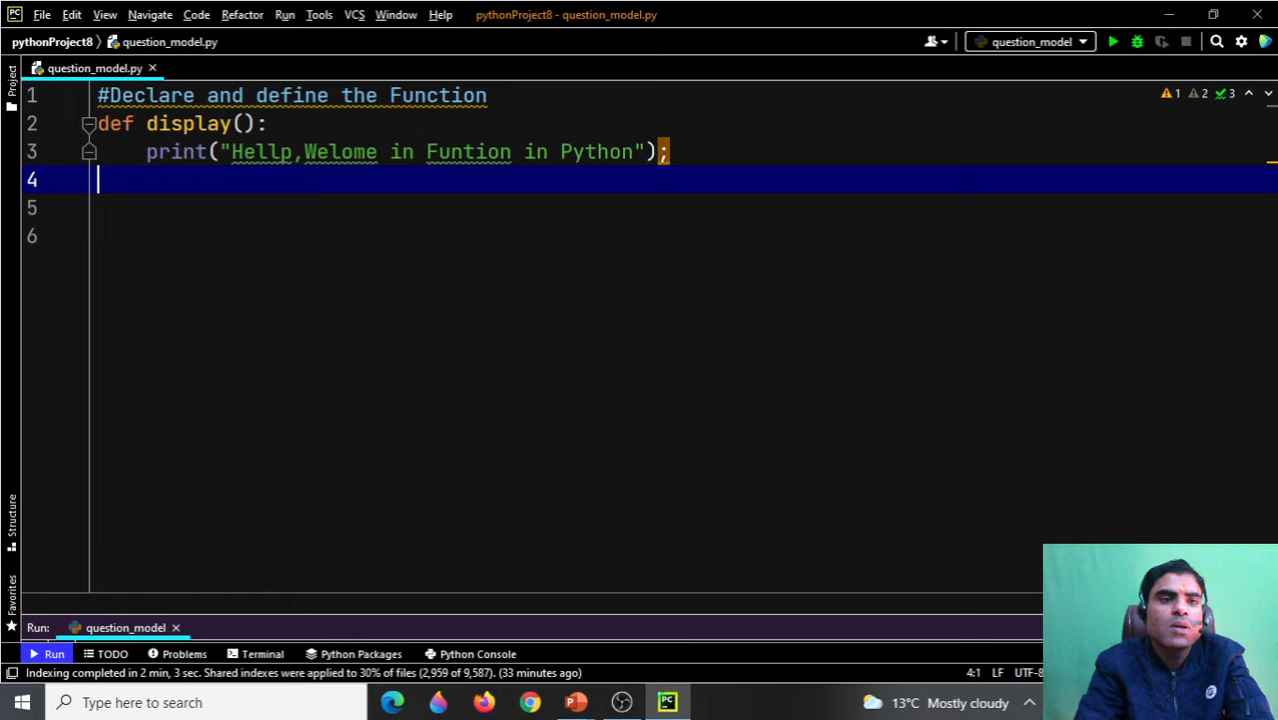 File Edit View Navigate Code Refactor Run Tools VCS Window Help pythonProject8 - question_model.py
pythonProject8 question_model.py question_model
question_model.py
1 #Declare and define the Function 1 2 3
2 def display():
3 print("Hellp,Welome in Funtion in Python");
4
5
6
Project
Structure
Favorites
Run: question_model
Run TODO Problems Terminal Python Packages Python Console
Indexing completed in 2 min, 3 sec. Shared indexes were applied to 30% of files (2,959 of 9,587). (33 minutes ago) 4:1 LF UTF-8
Type here to search 13°C Mostly cloudy